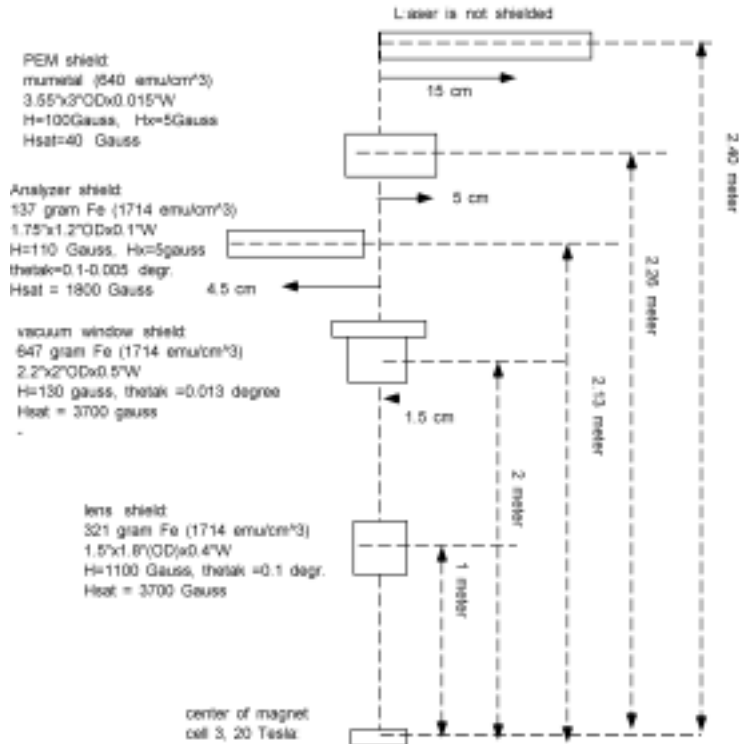 L:aser is not shielded
15 cm
PEM shield:
mumetal (640 emu/cm^3)
3.55"x3"ODx0.015"W
H=100Gauss, Hx=5Gauss
Hsat=40 Gauss
5 cm
Analyzer shield:
137 gram Fe (1714 emu/cm^3)
1.75"x1.2"ODx0.1"W
H=110 Gauss, Hx=5gauss
thetak=0.1-0.005 degr.
Hsat = 1800 Gauss
4.5 cm
vacuum window shield:
647 gram Fe (1714 emu/cm^3)
2.2"x2"ODx0.5"W
H=130 gauss, thetak =0.013 degree
Hsat = 3700 gauss
-
1.5 cm
lens shield:
321 gram Fe (1714 emu/cm^3)
1.5"x1.8"(OD)x0.4"W
H=1100 Gauss, thetak =0.1 degr.
Hsat = 3700 Gauss
1 meter
2 meter
2.13 meter
2.26 meter
2.40 meter
center of magnet
cell 3, 20 Tesla: